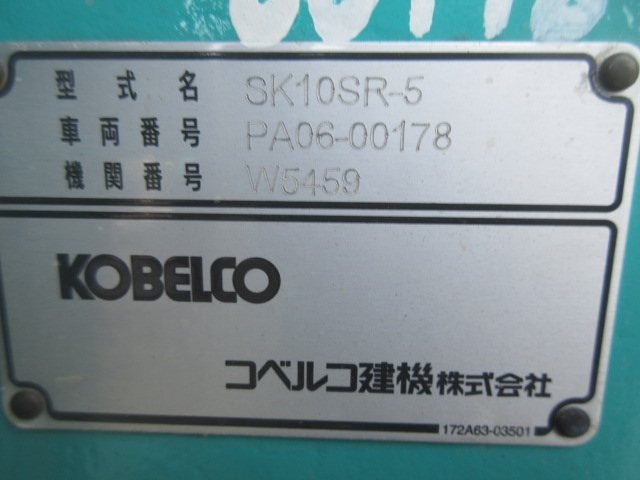 型式名 SK10SR-5
車両番号 PA06-00178
機関番号 W5459
KOBELCO
コベルコ建機株式会社
172A63-03501